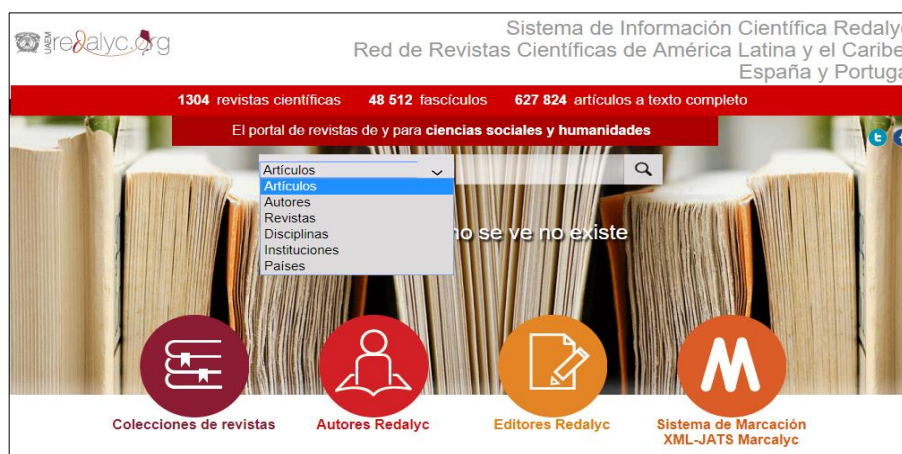 UAEM
redalyc.org
Sistema de Información Científica Redalyc
Red de Revistas Científicas de América Latina y el Caribe
España y Portuga
1304 revistas científicas 48 512 fascículos 627 824 artículos a texto completo
El portal de revistas de y para ciencias sociales y humanidades
Artículos
Artículos
Autores
Revistas
Disciplinas
Instituciones
Países
no se ve no existe
Colecciones de revistas
Autores Redalyc
Editores Redalyc
Sistema de Marcación
XML-JATS Marcalyc